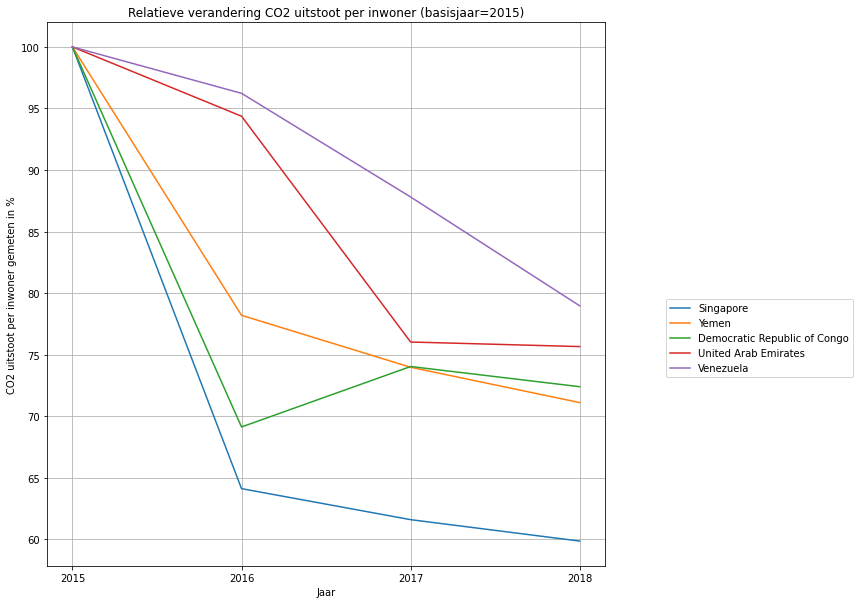 Relatieve verandering CO2 uitstoot per inwoner (basisjaar=2015)
CO2 uitstoot per inwoner gemeten in %
100
95
90
85
80
75
70
65
60
2015
2016
2017
2018
Jaar
Singapore
Yemen
Democratic Republic of Congo
United Arab Emirates
Venezuela